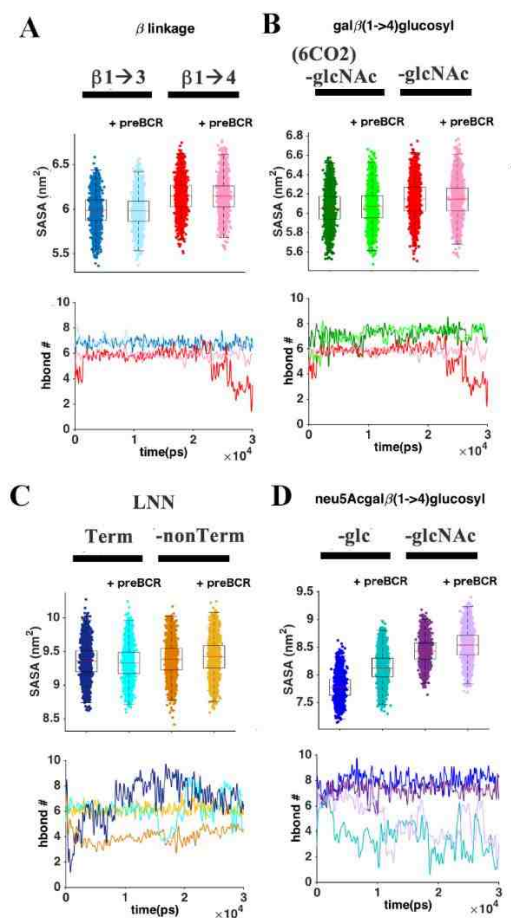 A
β linkage
β1→3 β1→4
+ preBCR + preBCR
SASA (nm²)
6.5
6
5.5
hbond #
10
8
6
4
2
0
0 1 2 3
×10⁴
time(ps)
B
galβ(1->4)glucosyl
(6CO2)
-glcNAc -glcNAc
+ preBCR + preBCR
SASA (nm²)
6.8
6.6
6.4
6.2
6
5.8
5.6
hbond #
10
8
6
4
2
0
0 1 2 3
×10⁴
time(ps)
C
LNN
Term -nonTerm
+ preBCR + preBCR
SASA (nm²)
10.5
10
9.5
9
8.5
hbond #
10
8
6
4
2
0
0 1 2 3
×10⁴
time(ps)
D
neu5Acgalβ(1->4)glucosyl
-glc -glcNAc
+ preBCR + preBCR
SASA (nm²)
9.5
9
8.5
8
7.5
hbond #
10
8
6
4
2
0
0 1 2 3
×10⁴
time(ps)